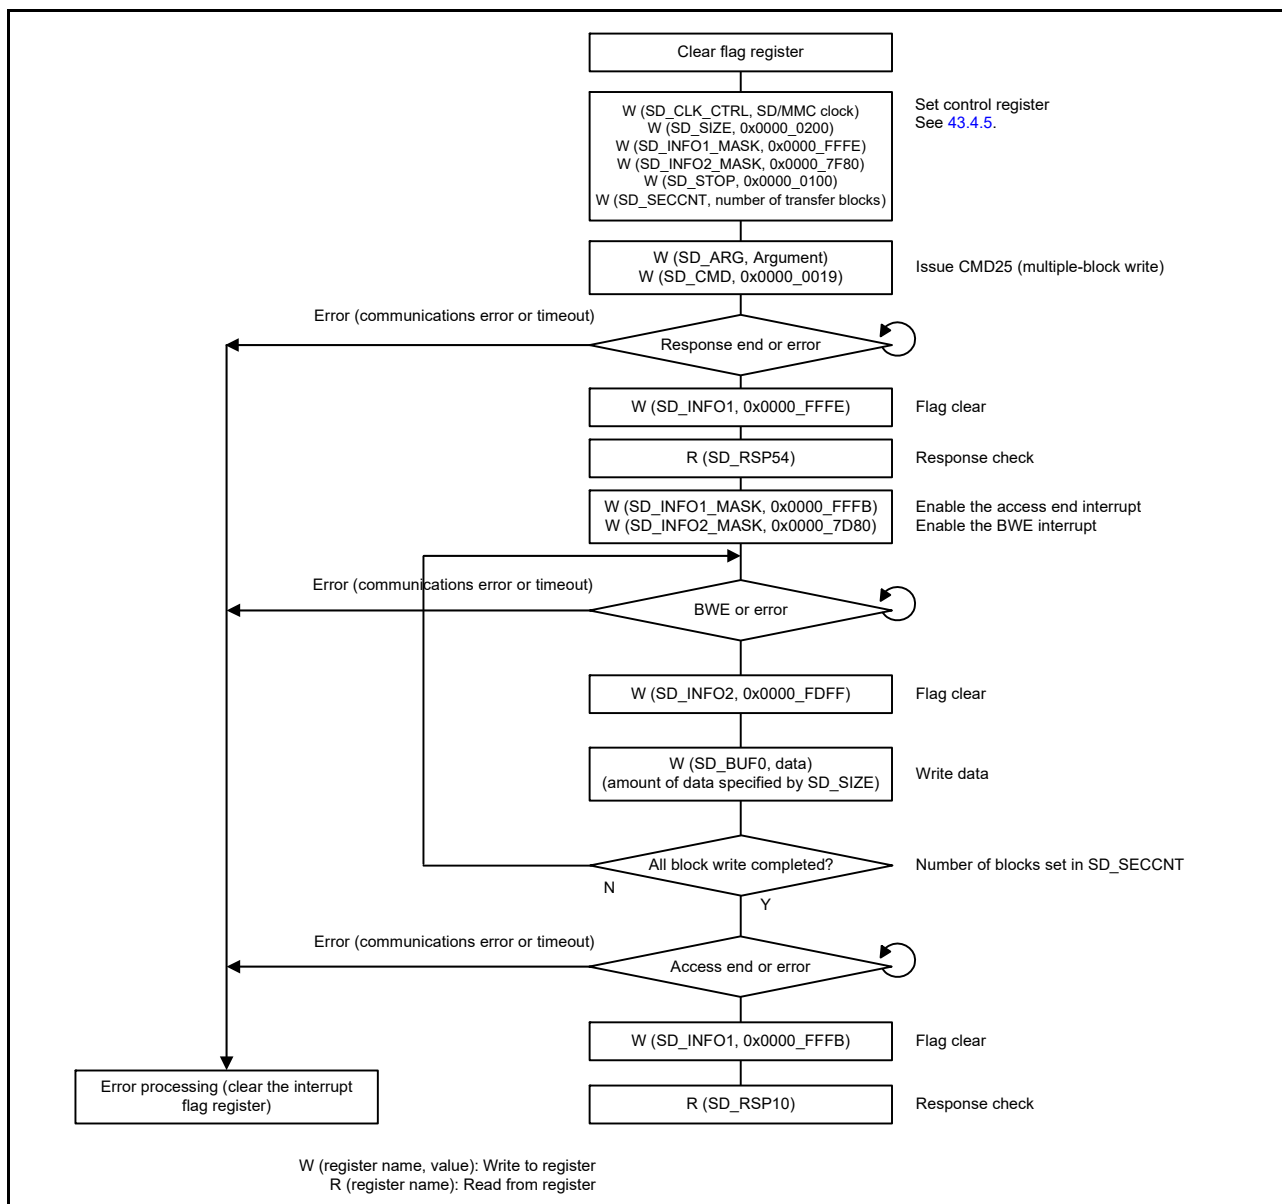 Clear flag register
W (SD_CLK_CTRL, SD/MMC clock)
W (SD_SIZE, 0x0000_0200)
W (SD_INFO1_MASK, 0x0000_FFFE)
W (SD_INFO2_MASK, 0x0000_7F80)
W (SD_STOP, 0x0000_0100)
W (SD_SECCNT, number of transfer blocks)
Set control register
See 43.4.5.
W (SD_ARG, Argument)
W (SD_CMD, 0x0000_0019)
Issue CMD25 (multiple-block write)
Error (communications error or timeout)
Response end or error
W (SD_INFO1, 0x0000_FFFE)
Flag clear
R (SD_RSP54)
Response check
W (SD_INFO1_MASK, 0x0000_FFFB)
W (SD_INFO2_MASK, 0x0000_7D80)
Enable the access end interrupt
Enable the BWE interrupt
Error (communications error or timeout)
BWE or error
W (SD_INFO2, 0x0000_FDFF)
Flag clear
W (SD_BUF0, data)
(amount of data specified by SD_SIZE)
Write data
All block write completed?
Number of blocks set in SD_SECCNT
N
Y
Error (communications error or timeout)
Access end or error
W (SD_INFO1, 0x0000_FFFB)
Flag clear
Error processing (clear the interrupt
flag register)
R (SD_RSP10)
Response check
W (register name, value): Write to register
R (register name): Read from register